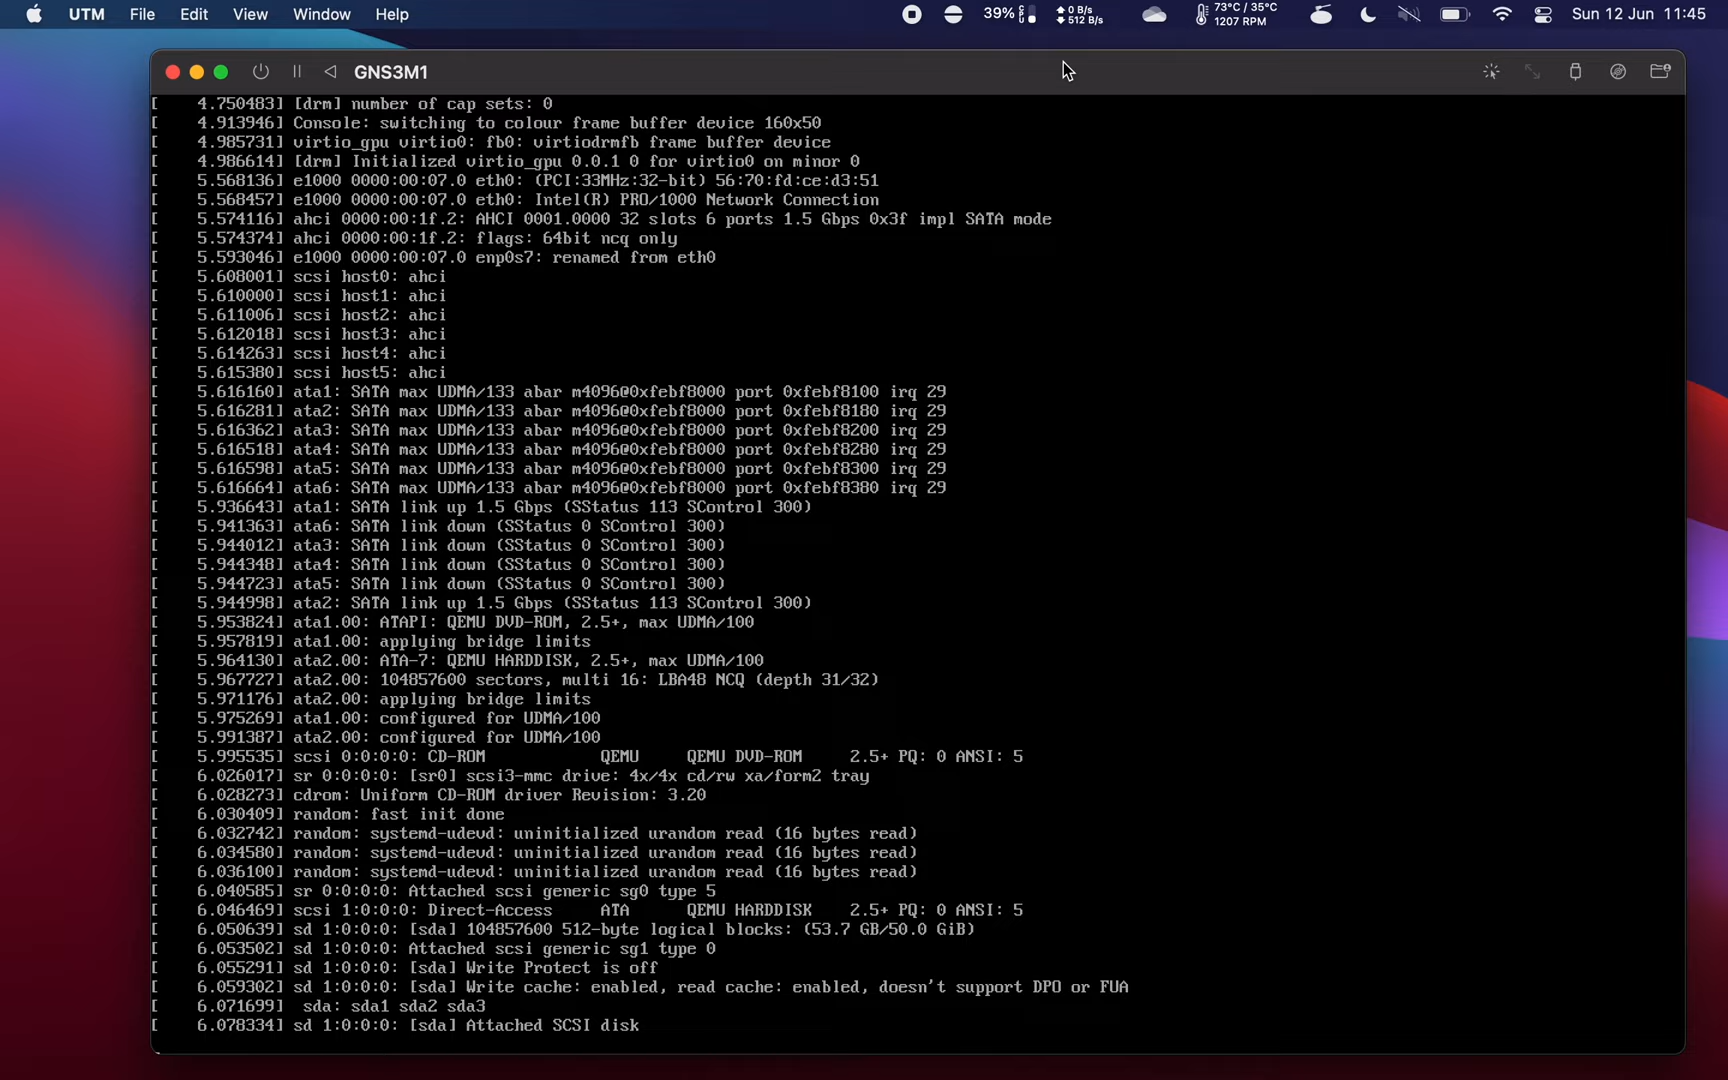 UTM File Edit View Window Help 39% 0 B/s 512 B/s 73°C / 35°C 1207 RPM Sun 12 Jun 11:45
GNS3M1
[    4.750483] [drm] number of cap sets: 0
[    4.913946] Console: switching to colour frame buffer device 160x50
[    4.985731] virtio_gpu virtio0: fb0: virtiodrmfb frame buffer device
[    4.986614] [drm] Initialized virtio_gpu 0.0.1 0 for virtio0 on minor 0
[    5.568136] e1000 0000:00:07.0 eth0: (PCI:33MHz:32-bit) 56:70:fd:ce:d3:51
[    5.568457] e1000 0000:00:07.0 eth0: Intel(R) PRO/1000 Network Connection
[    5.574116] ahci 0000:00:1f.2: AHCI 0001.0000 32 slots 6 ports 1.5 Gbps 0x3f impl SATA mode
[    5.574374] ahci 0000:00:1f.2: flags: 64bit ncq only
[    5.593046] e1000 0000:00:07.0 enp0s7: renamed from eth0
[    5.608001] scsi host0: ahci
[    5.610000] scsi host1: ahci
[    5.611006] scsi host2: ahci
[    5.612018] scsi host3: ahci
[    5.614263] scsi host4: ahci
[    5.615380] scsi host5: ahci
[    5.616160] ata1: SATA max UDMA/133 abar m4096@0xfebf8000 port 0xfebf8100 irq 29
[    5.616281] ata2: SATA max UDMA/133 abar m4096@0xfebf8000 port 0xfebf8180 irq 29
[    5.616362] ata3: SATA max UDMA/133 abar m4096@0xfebf8000 port 0xfebf8200 irq 29
[    5.616518] ata4: SATA max UDMA/133 abar m4096@0xfebf8000 port 0xfebf8280 irq 29
[    5.616598] ata5: SATA max UDMA/133 abar m4096@0xfebf8000 port 0xfebf8300 irq 29
[    5.616664] ata6: SATA max UDMA/133 abar m4096@0xfebf8000 port 0xfebf8380 irq 29
[    5.936643] ata1: SATA link up 1.5 Gbps (SStatus 113 SControl 300)
[    5.941363] ata6: SATA link down (SStatus 0 SControl 300)
[    5.944012] ata3: SATA link down (SStatus 0 SControl 300)
[    5.944348] ata4: SATA link down (SStatus 0 SControl 300)
[    5.944723] ata5: SATA link down (SStatus 0 SControl 300)
[    5.944998] ata2: SATA link up 1.5 Gbps (SStatus 113 SControl 300)
[    5.953824] ata1.00: ATAPI: QEMU DVD-ROM, 2.5+, max UDMA/100
[    5.957819] ata1.00: applying bridge limits
[    5.964130] ata2.00: ATA-7: QEMU HARDDISK, 2.5+, max UDMA/100
[    5.967727] ata2.00: 104857600 sectors, multi 16: LBA48 NCQ (depth 31/32)
[    5.971176] ata2.00: applying bridge limits
[    5.975269] ata1.00: configured for UDMA/100
[    5.991387] ata2.00: configured for UDMA/100
[    5.995535] scsi 0:0:0:0: CD-ROM            QEMU     QEMU DVD-ROM     2.5+ PQ: 0 ANSI: 5
[    6.026017] sr 0:0:0:0: [sr0] scsi3-mmc drive: 4x/4x cd/rw xa/form2 tray
[    6.028273] cdrom: Uniform CD-ROM driver Revision: 3.20
[    6.030409] random: fast init done
[    6.032742] random: systemd-udevd: uninitialized urandom read (16 bytes read)
[    6.034580] random: systemd-udevd: uninitialized urandom read (16 bytes read)
[    6.036100] random: systemd-udevd: uninitialized urandom read (16 bytes read)
[    6.040585] sr 0:0:0:0: Attached scsi generic sg0 type 5
[    6.046469] scsi 1:0:0:0: Direct-Access     ATA      QEMU HARDDISK    2.5+ PQ: 0 ANSI: 5
[    6.050639] sd 1:0:0:0: [sda] 104857600 512-byte logical blocks: (53.7 GB/50.0 GiB)
[    6.053502] sd 1:0:0:0: Attached scsi generic sg1 type 0
[    6.055291] sd 1:0:0:0: [sda] Write Protect is off
[    6.059302] sd 1:0:0:0: [sda] Write cache: enabled, read cache: enabled, doesn't support DPO or FUA
[    6.071699]  sda: sda1 sda2 sda3
[    6.078334] sd 1:0:0:0: [sda] Attached SCSI disk